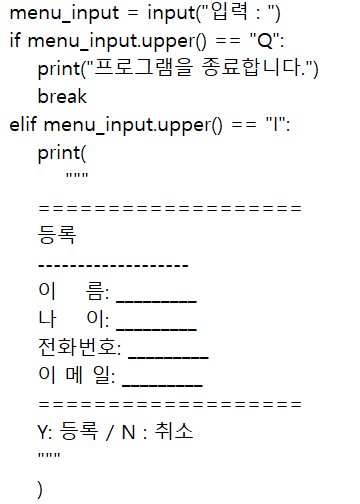 menu_input = input("입력 : ")
if menu_input.upper() == "Q":
    print("프로그램을 종료합니다.")
    break
elif menu_input.upper() == "I":
    print(
        """
    ===================
    등록
    -------------------
    이    름: _________
    나    이: _________
    전화번호: _________
    이 메 일: _________
    ===================
    Y: 등록 / N : 취소
    """
    )